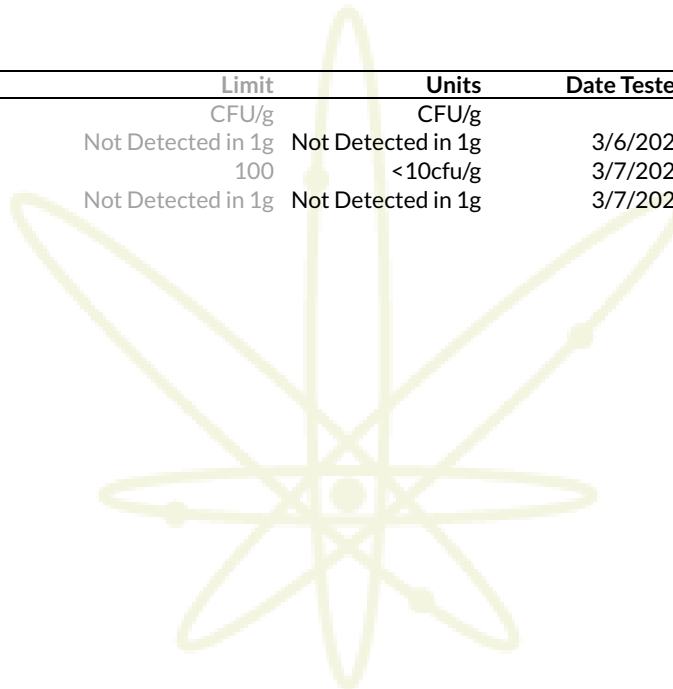 Limit Units Date Teste
CFU/g CFU/g
Not Detected in 1g Not Detected in 1g 3/6/202
100 <10cfu/g 3/7/202
Not Detected in 1g Not Detected in 1g 3/7/202